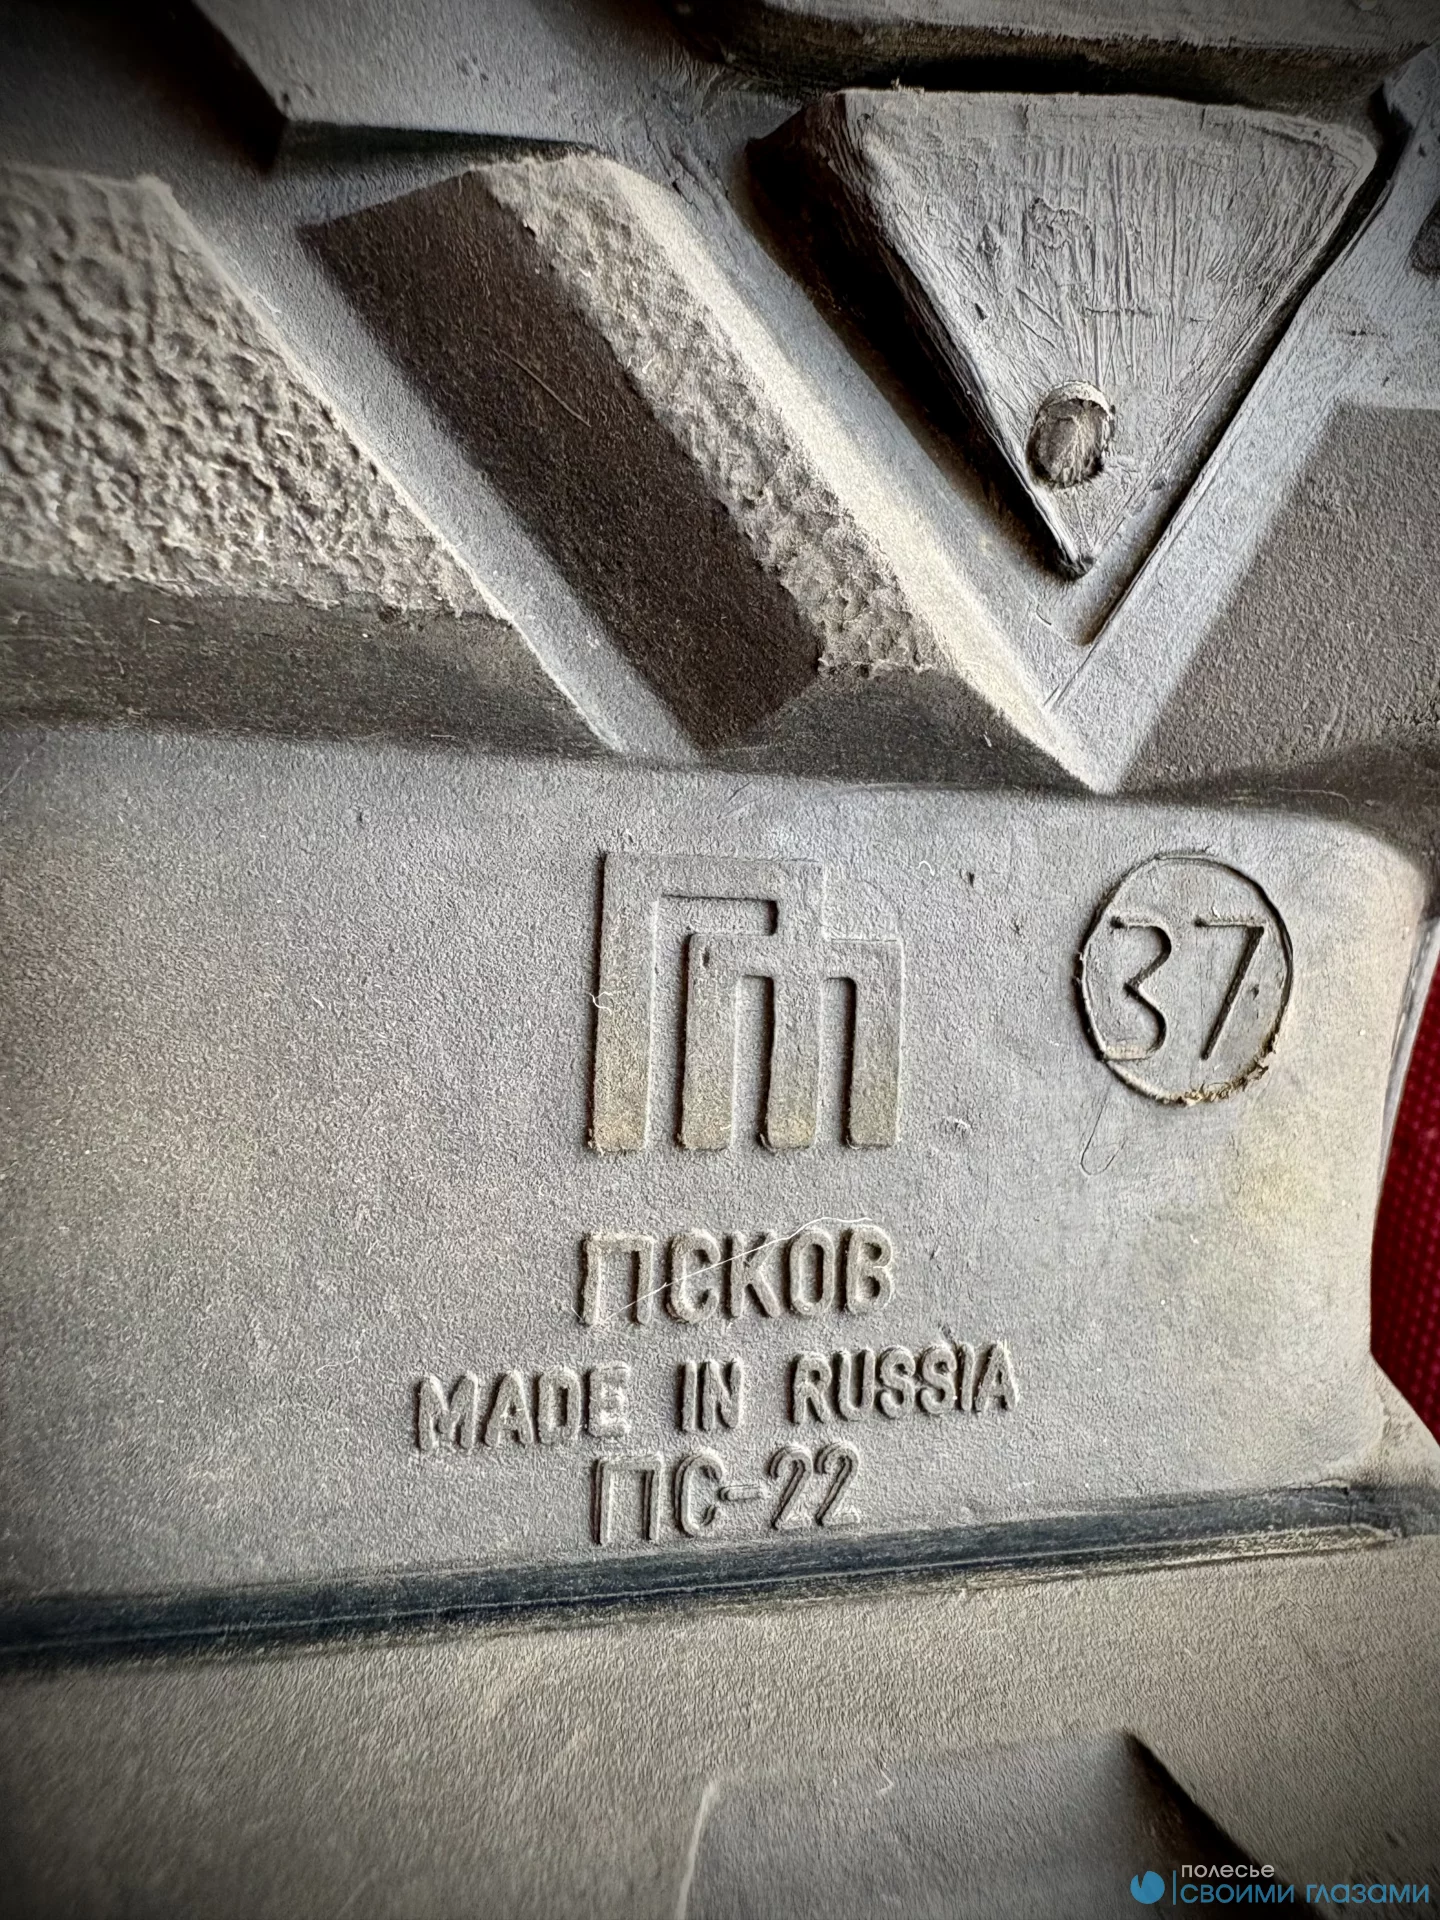 37
ПСКОВ
MADE IN RUSSIA
ПС-22
полесье
своими глазами